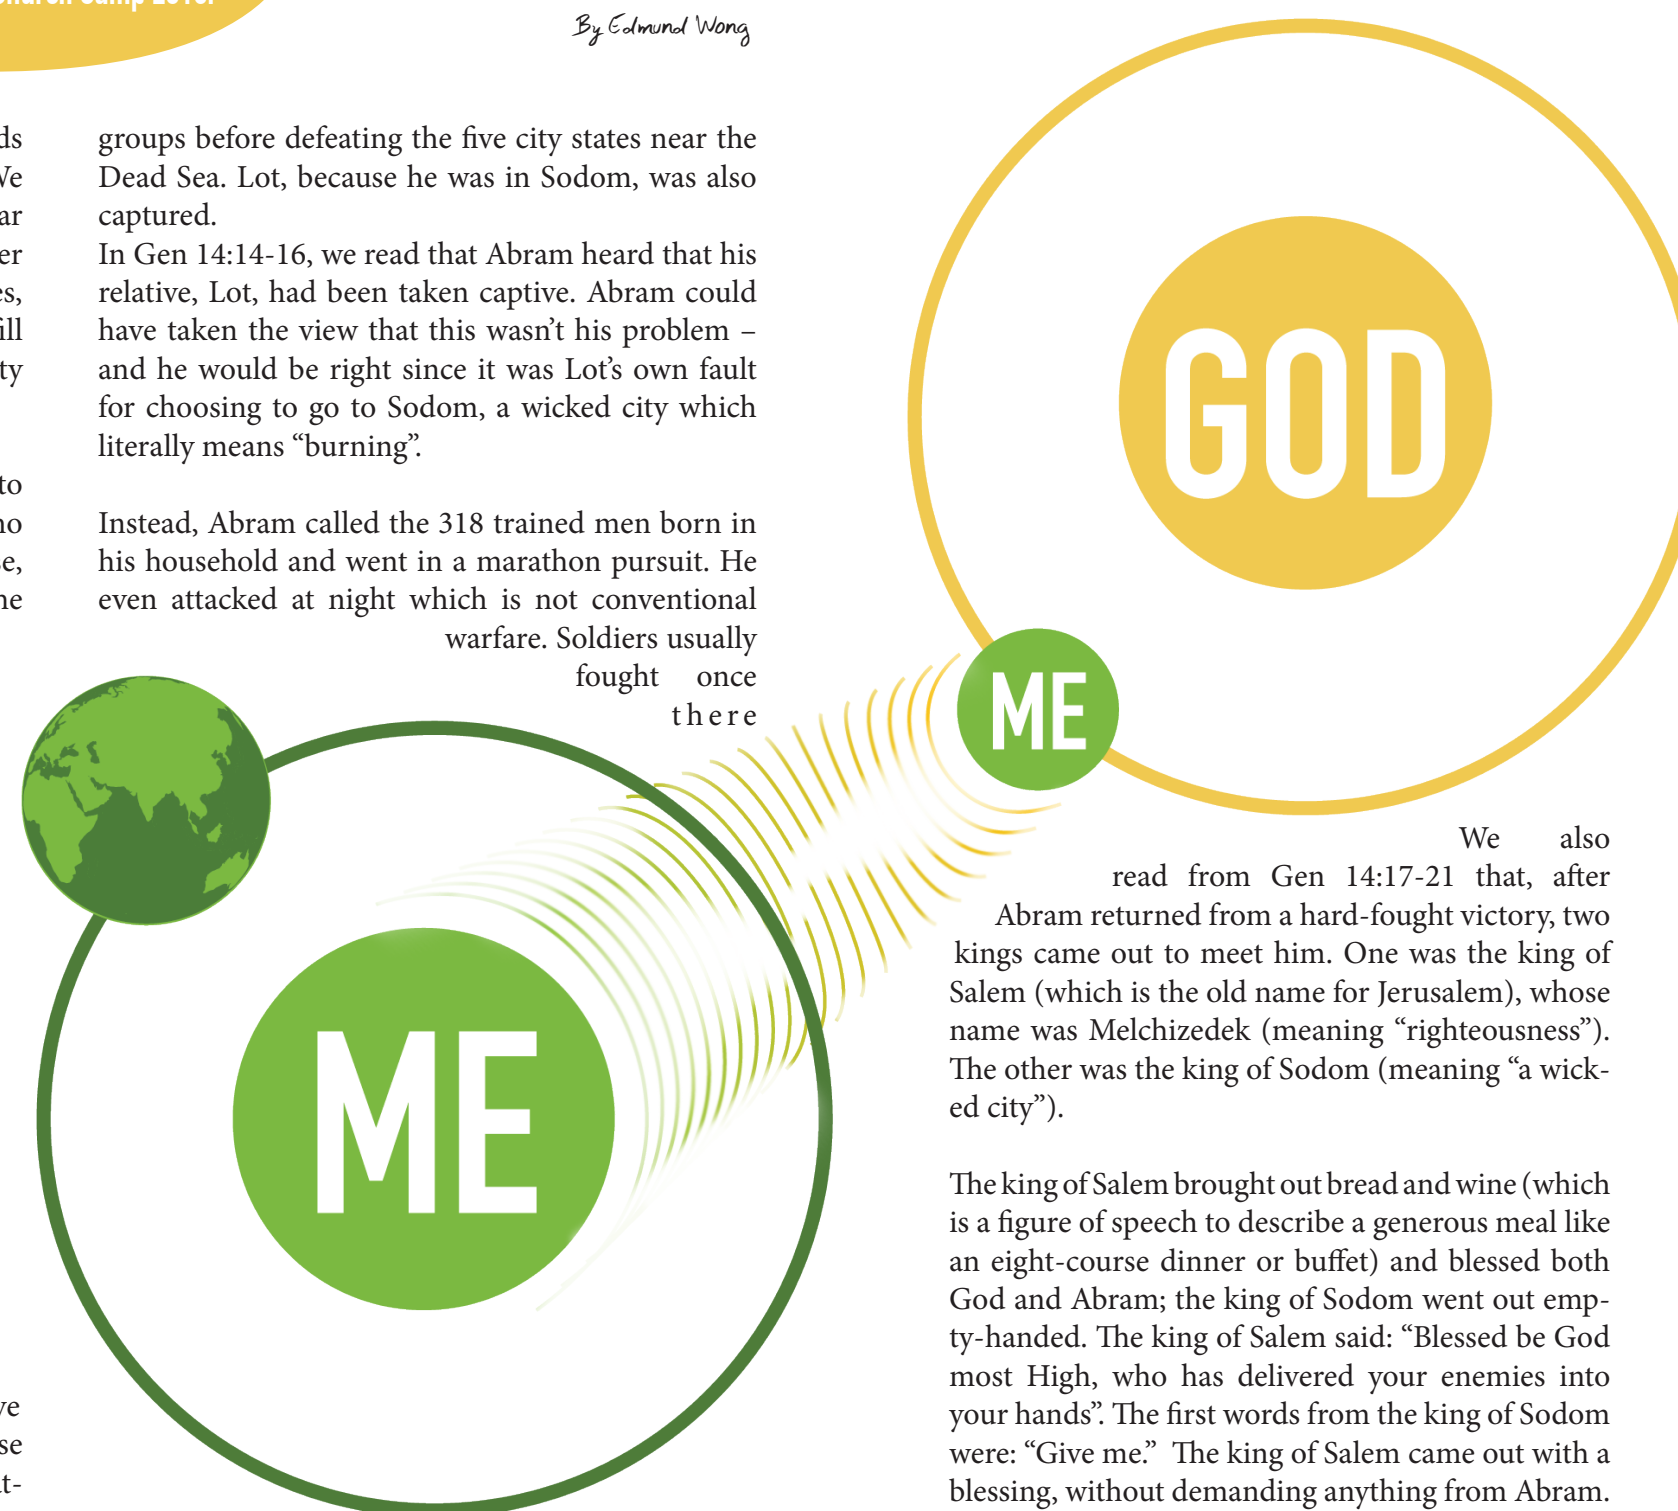 By Edmund Wong
groups before defeating the five city states near the
Dead Sea. Lot, because he was in Sodom, was also
captured.
In Gen 14:14-16, we read that Abram heard that his
relative, Lot, had been taken captive. Abram could
have taken the view that this wasn’t his problem –
and he would be right since it was Lot’s own fault
for choosing to go to Sodom, a wicked city which
literally means “burning”.
Instead, Abram called the 318 trained men born in
his household and went in a marathon pursuit. He
even attacked at night which is not conventional
warfare. Soldiers usually
fought once
there
GOD
ME
ME
We also
read from Gen 14:17-21 that, after
Abram returned from a hard-fought victory, two
kings came out to meet him. One was the king of
Salem (which is the old name for Jerusalem), whose
name was Melchizedek (meaning “righteousness”).
The other was the king of Sodom (meaning “a wick-
ed city”).
The king of Salem brought out bread and wine (which
is a figure of speech to describe a generous meal like
an eight-course dinner or buffet) and blessed both
God and Abram; the king of Sodom went out emp-
ty-handed. The king of Salem said: “Blessed be God
most High, who has delivered your enemies into
your hands”. The first words from the king of Sodom
were: “Give me.” The king of Salem came out with a
blessing, without demanding anything from Abram.